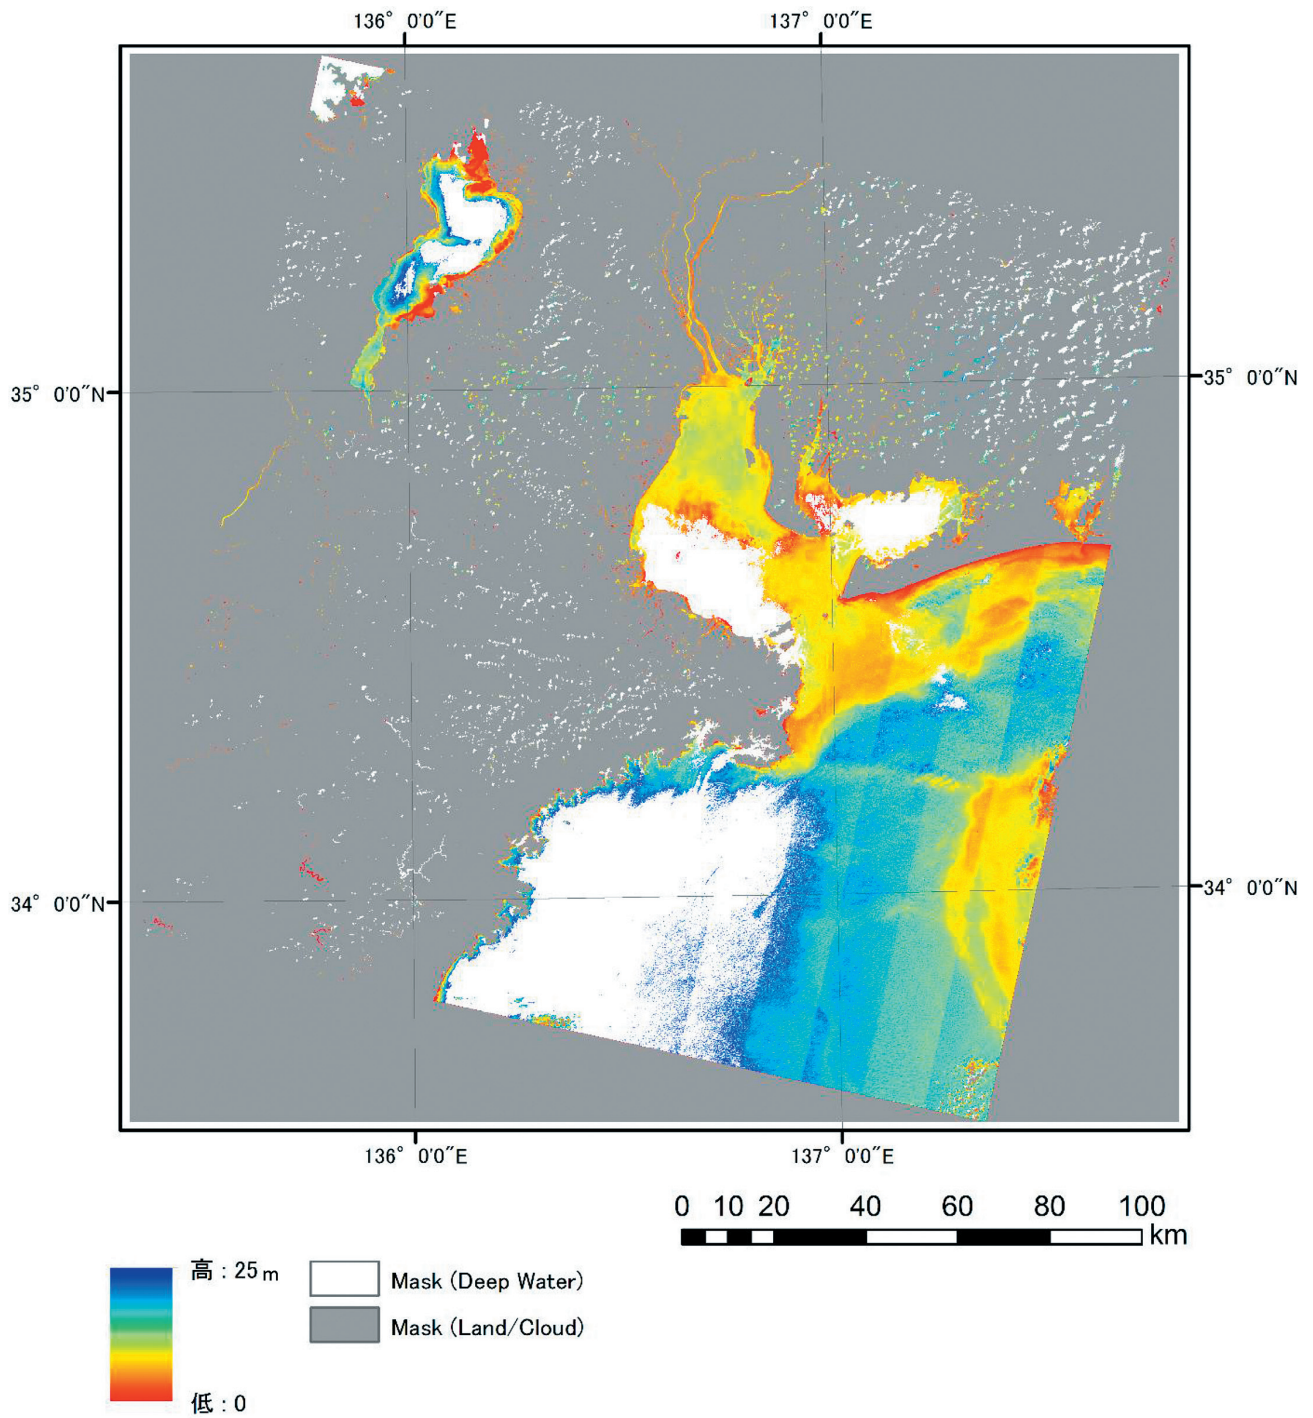 136° 0'0"E
137° 0'0"E
35° 0'0"N
35° 0'0"N
34° 0'0"N
34° 0'0"N
136° 0'0"E
137° 0'0"E
0 10 20 40 60 80 100
km
高 : 25 m
低 : 0
Mask (Deep Water)
Mask (Land/Cloud)